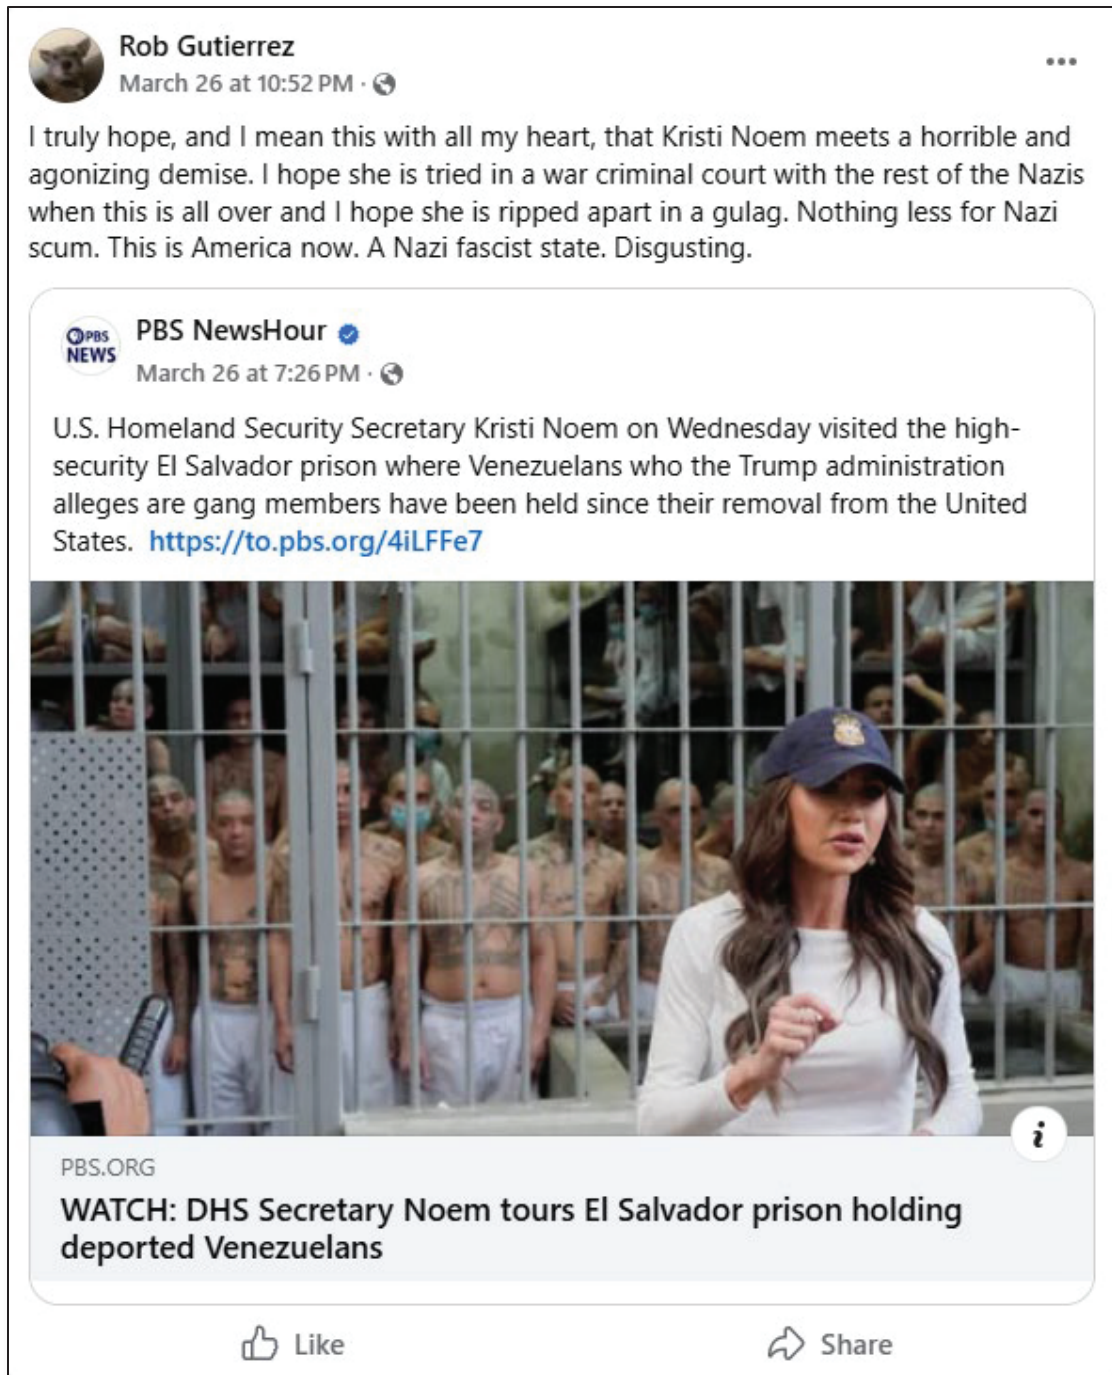 Rob Gutierrez
March 26 at 10:52 PM ·
I truly hope, and I mean this with all my heart, that Kristi Noem meets a horrible and
agonizing demise. I hope she is tried in a war criminal court with the rest of the Nazis
when this is all over and I hope she is ripped apart in a gulag. Nothing less for Nazi
scum. This is America now. A Nazi fascist state. Disgusting.
PBS
NEWS
PBS NewsHour
March 26 at 7:26 PM ·
U.S. Homeland Security Secretary Kristi Noem on Wednesday visited the high-
security El Salvador prison where Venezuelans who the Trump administration
alleges are gang members have been held since their removal from the United
States. https://to.pbs.org/4iLFFe7
i
PBS.ORG
WATCH: DHS Secretary Noem tours El Salvador prison holding
deported Venezuelans
Like
Share